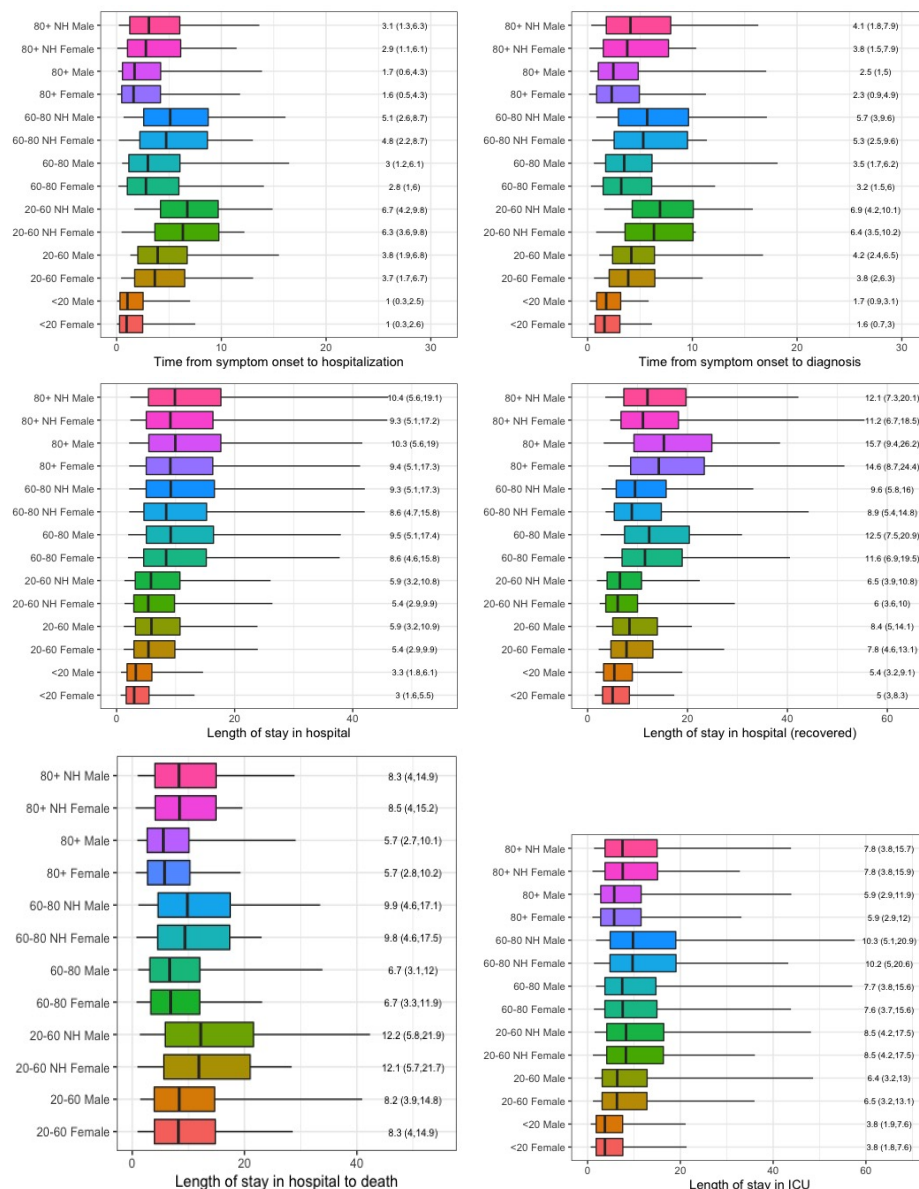 80+ NH Male 3.1 (1.3,6.3)
80+ NH Female 2.9 (1.1,6.1)
80+ Male 1.7 (0.6,4.3)
80+ Female 1.6 (0.5,4.3)
60-80 NH Male 5.1 (2.6,8.7)
60-80 NH Female 4.8 (2.2,8.7)
60-80 Male 3 (1.2,6.1)
60-80 Female 2.8 (1,6)
20-60 NH Male 6.7 (4.2,9.8)
20-60 NH Female 6.3 (3.6,9.8)
20-60 Male 3.8 (1.9,6.8)
20-60 Female 3.7 (1.7,6.7)
<20 Male 1 (0.3,2.5)
<20 Female 1 (0.3,2.6)
0 10 20 30
Time from symptom onset to hospitalization
80+ NH Male 4.1 (1.8,7.9)
80+ NH Female 3.8 (1.5,7.9)
80+ Male 2.5 (1,5)
80+ Female 2.3 (0.9,4.9)
60-80 NH Male 5.7 (3,9.6)
60-80 NH Female 5.3 (2.5,9.6)
60-80 Male 3.5 (1.7,6.2)
60-80 Female 3.2 (1.5,6)
20-60 NH Male 6.9 (4.2,10.1)
20-60 NH Female 6.4 (3.5,10.2)
20-60 Male 4.2 (2.4,6.5)
20-60 Female 3.8 (2,6.3)
<20 Male 1.7 (0.9,3.1)
<20 Female 1.6 (0.7,3)
0 10 20 30
Time from symptom onset to diagnosis
80+ NH Male 10.4 (5.6,19.1)
80+ NH Female 9.3 (5.1,17.2)
80+ Male 10.3 (5.6,19)
80+ Female 9.4 (5.1,17.3)
60-80 NH Male 9.3 (5.1,17.3)
60-80 NH Female 8.6 (4.7,15.8)
60-80 Male 9.5 (5.1,17.4)
60-80 Female 8.6 (4.6,15.8)
20-60 NH Male 5.9 (3.2,10.8)
20-60 NH Female 5.4 (2.9,9.9)
20-60 Male 5.9 (3.2,10.9)
20-60 Female 5.4 (2.9,9.9)
<20 Male 3.3 (1.8,6.1)
<20 Female 3 (1.6,5.5)
0 20 40
Length of stay in hospital
80+ NH Male 12.1 (7.3,20.1)
80+ NH Female 11.2 (6.7,18.5)
80+ Male 15.7 (9.4,26.2)
80+ Female 14.6 (8.7,24.4)
60-80 NH Male 9.6 (5.8,16)
60-80 NH Female 8.9 (5.4,14.8)
60-80 Male 12.5 (7.5,20.9)
60-80 Female 11.6 (6.9,19.5)
20-60 NH Male 6.5 (3.9,10.8)
20-60 NH Female 6 (3.6,10)
20-60 Male 8.4 (5,14.1)
20-60 Female 7.8 (4.6,13.1)
<20 Male 5.4 (3.2,9.1)
<20 Female 5 (3,8.3)
0 20 40 60
Length of stay in hospital (recovered)
80+ NH Male 8.3 (4,14.9)
80+ NH Female 8.5 (4,15.2)
80+ Male 5.7 (2.7,10.1)
80+ Female 5.7 (2.8,10.2)
60-80 NH Male 9.9 (4.6,17.1)
60-80 NH Female 9.8 (4.6,17.5)
60-80 Male 6.7 (3.1,12)
60-80 Female 6.7 (3.3,11.9)
20-60 NH Male 12.2 (5.8,21.9)
20-60 NH Female 12.1 (5.7,21.7)
20-60 Male 8.2 (3.9,14.8)
20-60 Female 8.3 (4,14.9)
0 20 40
Length of stay in hospital to death
80+ NH Male 7.8 (3.8,15.7)
80+ NH Female 7.8 (3.8,15.9)
80+ Male 5.9 (2.9,11.9)
80+ Female 5.9 (2.9,12)
60-80 NH Male 10.3 (5.1,20.9)
60-80 NH Female 10.2 (5,20.6)
60-80 Male 7.7 (3.8,15.6)
60-80 Female 7.6 (3.7,15.6)
20-60 NH Male 8.5 (4.2,17.5)
20-60 NH Female 8.5 (4.2,17.5)
20-60 Male 6.4 (3.2,13)
20-60 Female 6.5 (3.2,13.1)
<20 Male 3.8 (1.9,7.6)
<20 Female 3.8 (1.8,7.6)
0 20 40 60
Length of stay in ICU